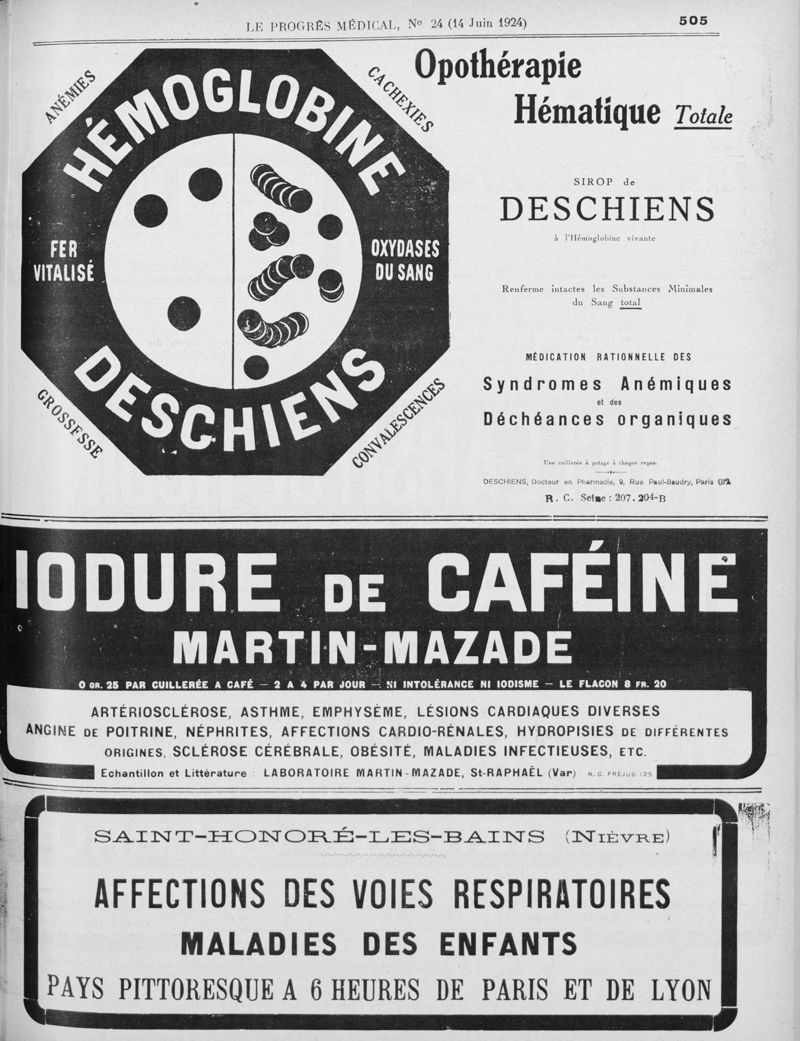 LE PROGRÈS MÉDICAL, No 24 (14 Juin 1924)
505
ANÉMIES
CACHEXIES
HÉMOGLOBINE
FER
VITALISÉ
OXYDASES
DU SANG
DESCHIENS
GROSSESSE
CONVALESCENCES
Opothérapie
Hématique Totale
SIROP de
DESCHIENS
à l'Hémoglobine vivante
Renferme intactes les Substances Minimales
du Sang total
MÉDICATION RATIONNELLE DES
Syndromes Anémiques
et des
Déchéances organiques
Une cuillerée à potage à chaque repas.
DESCHIENS, Docteur en Pharmacie, 9, Rue Paul-Baudry, Paris (8e)
R. C. Seine : 207.204-B
IODURE DE CAFÉINE
MARTIN-MAZADE
0 GR. 25 PAR CUILLERÉE A CAFÉ — 2 A 4 PAR JOUR — NI INTOLÉRANCE NI IODISME — LE FLACON 8 FR. 20
ARTÉRIOSCLÉROSE, ASTHME, EMPHYSÈME, LÉSIONS CARDIAQUES DIVERSES
ANGINE DE POITRINE, NÉPHRITES, AFFECTIONS CARDIO-RÉNALES, HYDROPISIES DE DIFFÉRENTES
ORIGINES, SCLÉROSE CÉRÉBRALE, OBÉSITÉ, MALADIES INFECTIEUSES, ETC.
Echantillon et Littérature : LABORATOIRE MARTIN-MAZADE, St-RAPHAËL (Var) R.C. FRÉJUS 125
SAINT-HONORÉ-LES-BAINS (NIÈVRE)
AFFECTIONS DES VOIES RESPIRATOIRES
MALADIES DES ENFANTS
PAYS PITTORESQUE A 6 HEURES DE PARIS ET DE LYON